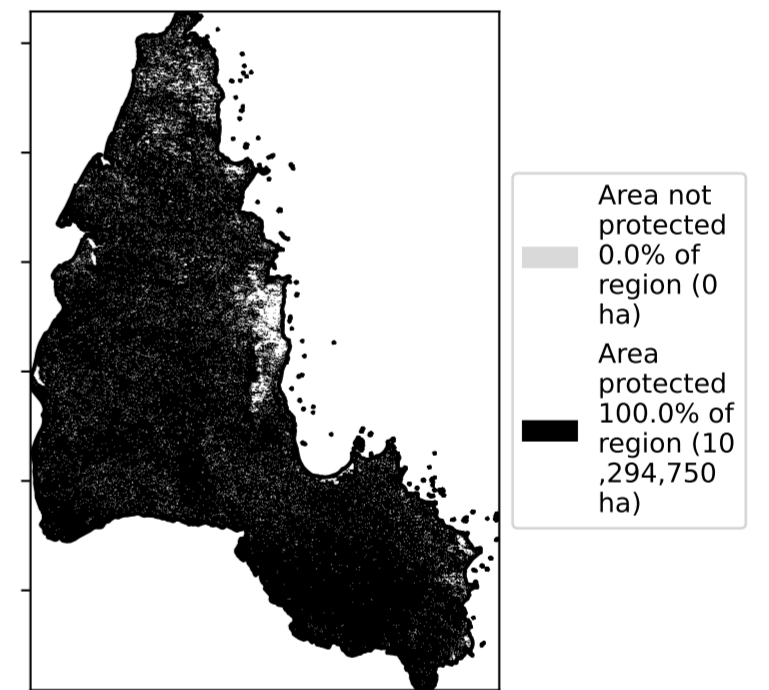 Area not
protected
0.0% of
region (0
ha)
Area
protected
100.0% of
region (10
,294,750
ha)